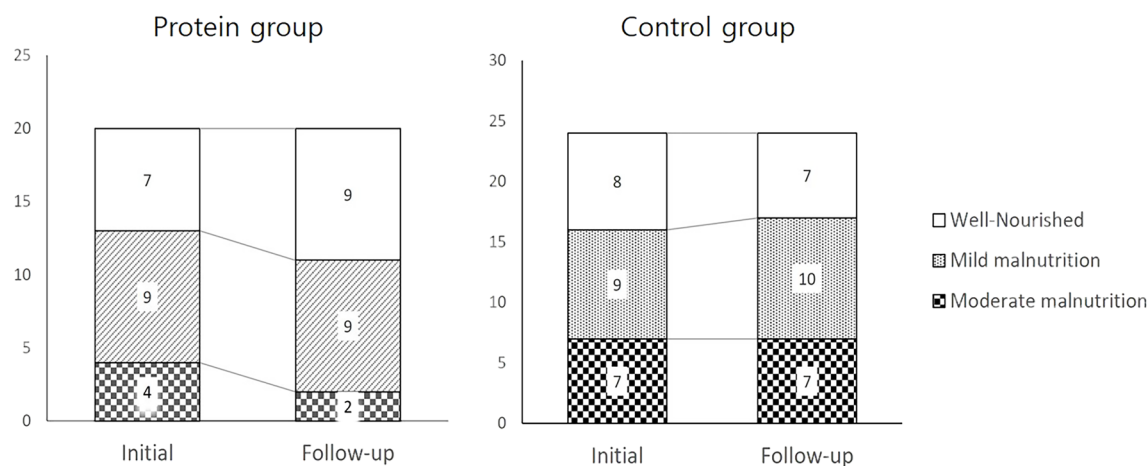 Protein group
25
20
15
10
5
0
7
9
4
9
9
2
Initial
Follow-up
Control group
30
25
20
15
10
5
0
8
9
7
7
10
7
Initial
Follow-up
Well-Nourished
Mild malnutrition
Moderate malnutrition